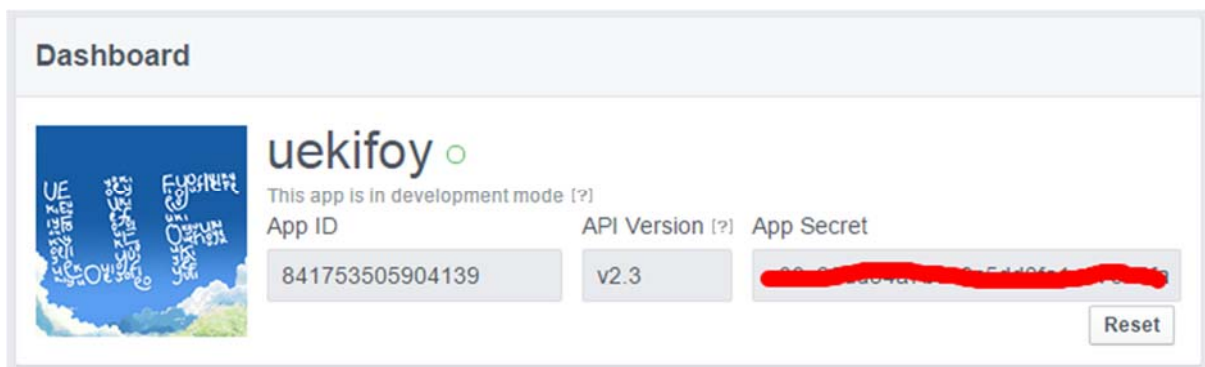 Dashboard
uekifoy
This app is in development mode [?]
App ID API Version [?] App Secret
841753505904139 v2.3
Reset